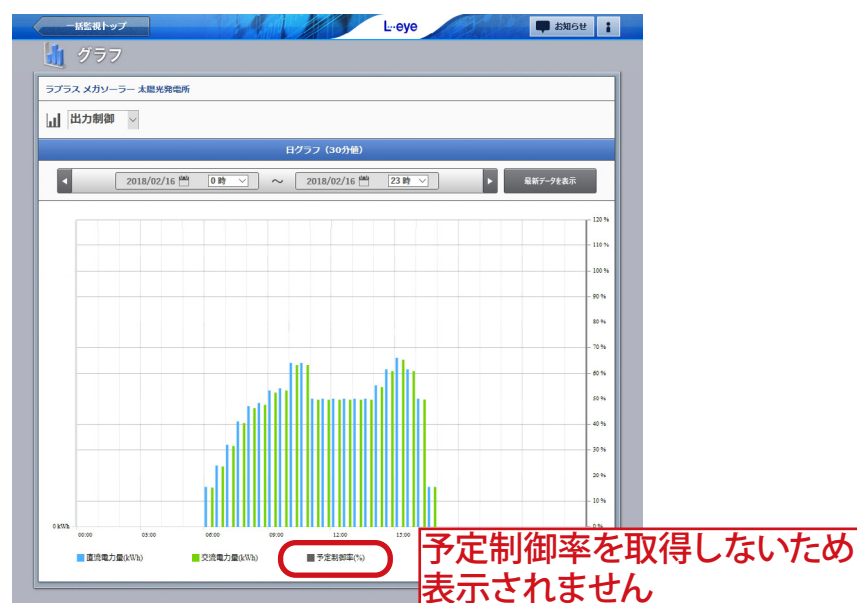 一括監視トップ
L·eye
お知らせ
i
グラフ
ラプラス メガソーラー 太陽光発電所
出力制御
日グラフ（30分値）
2018/02/16 0 時 ～ 2018/02/16 23 時
最新データを表示
120 %
110 %
100 %
90 %
80 %
70 %
60 %
50 %
40 %
30 %
20 %
10 %
0 kWh
0 %
00:00 03:00 06:00 09:00 12:00 15:00
直流電力量(kWh) 交流電力量(kWh) 予定制御率(%)
予定制御率を取得しないため
表示されません